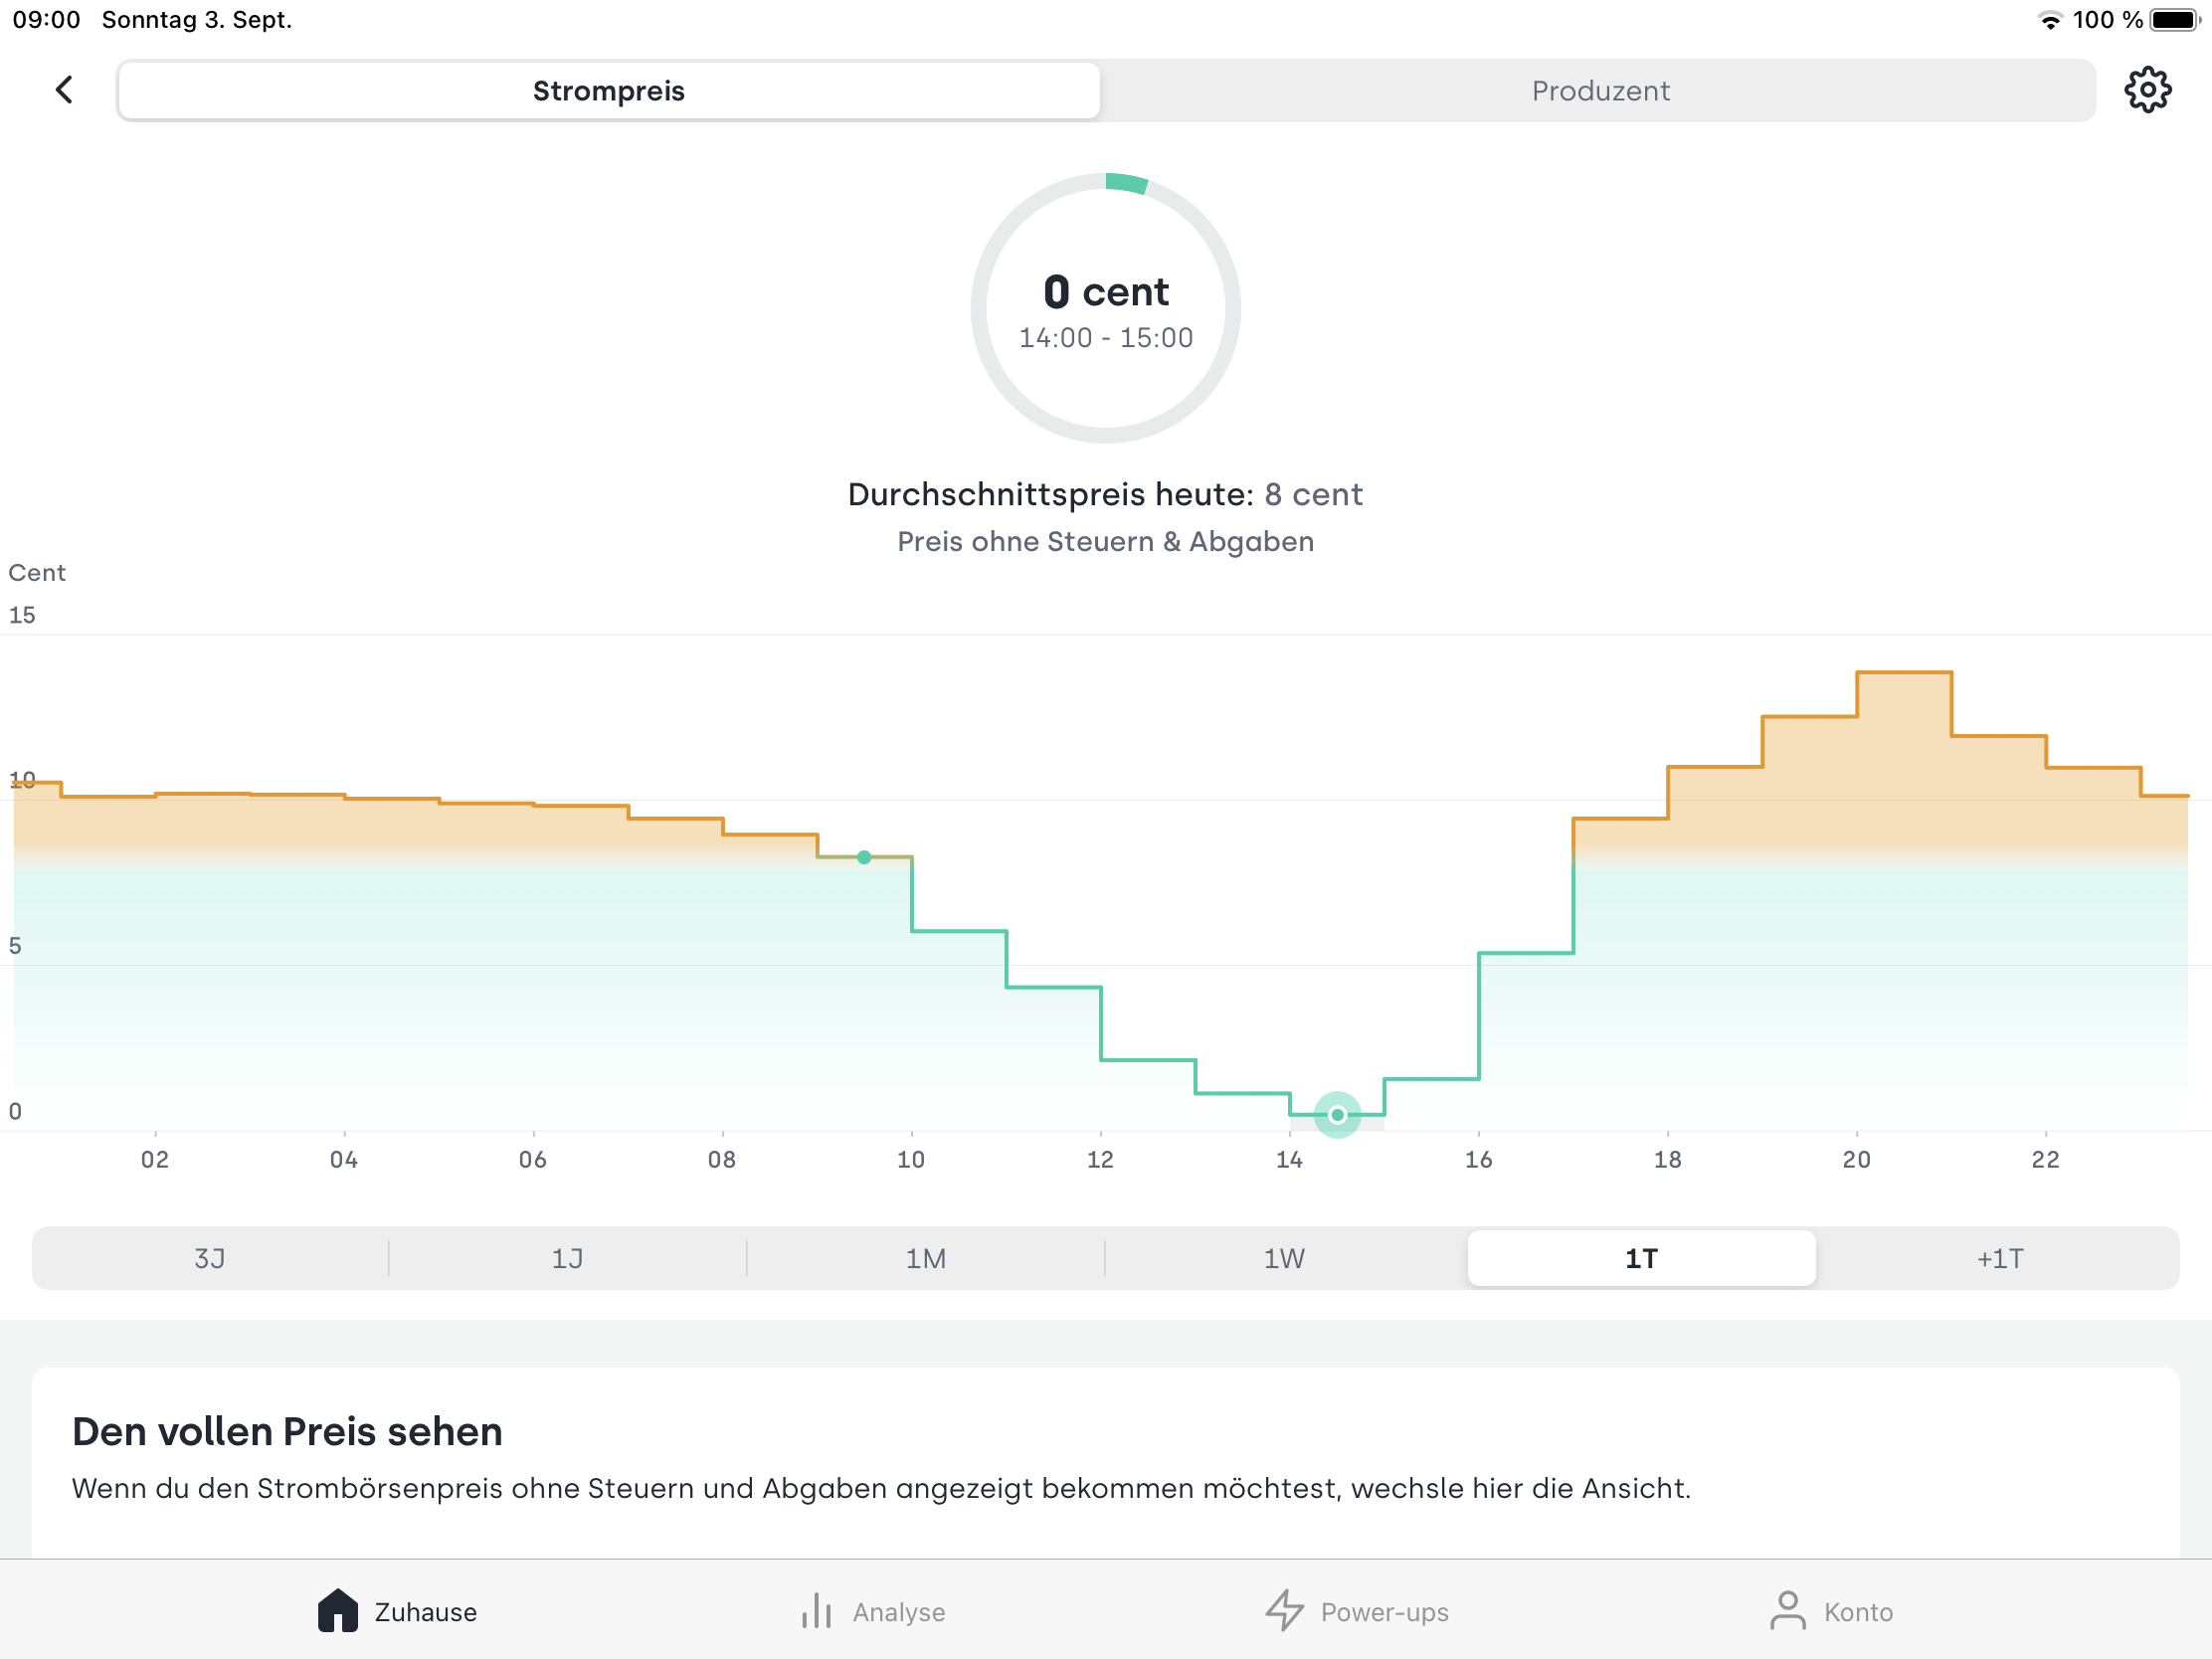 09:00 Sonntag 3. Sept. 100 %
Strompreis Produzent
0 cent
14:00 - 15:00
Durchschnittspreis heute: 8 cent
Preis ohne Steuern & Abgaben
Cent
15
10
5
0
02 04 06 08 10 12 14 16 18 20 22
3J 1J 1M 1W 1T +1T
Den vollen Preis sehen
Wenn du den Strombörsenpreis ohne Steuern und Abgaben angezeigt bekommen möchtest, wechsle hier die Ansicht.
Zuhause Analyse Power-ups Konto